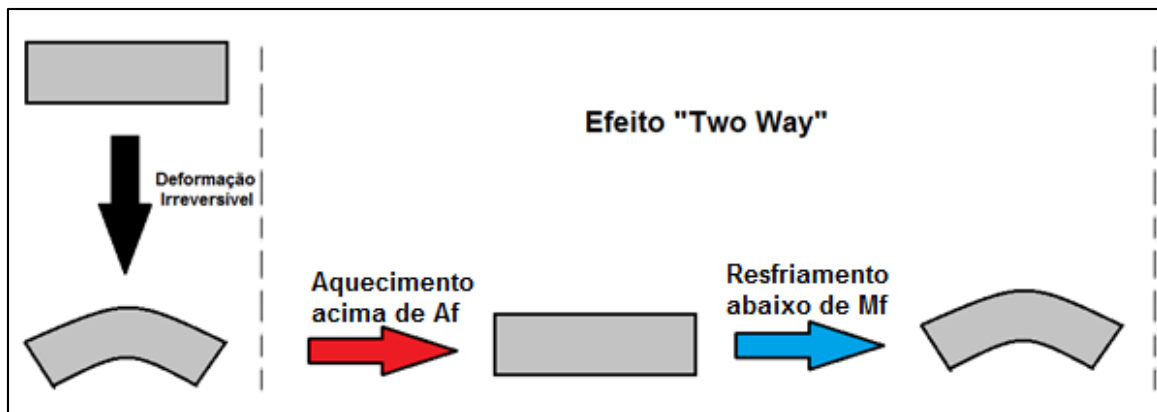 Efeito "Two Way"
Deformação
Irreversível
Aquecimento
acima de Af
Resfriamento
abaixo de Mf